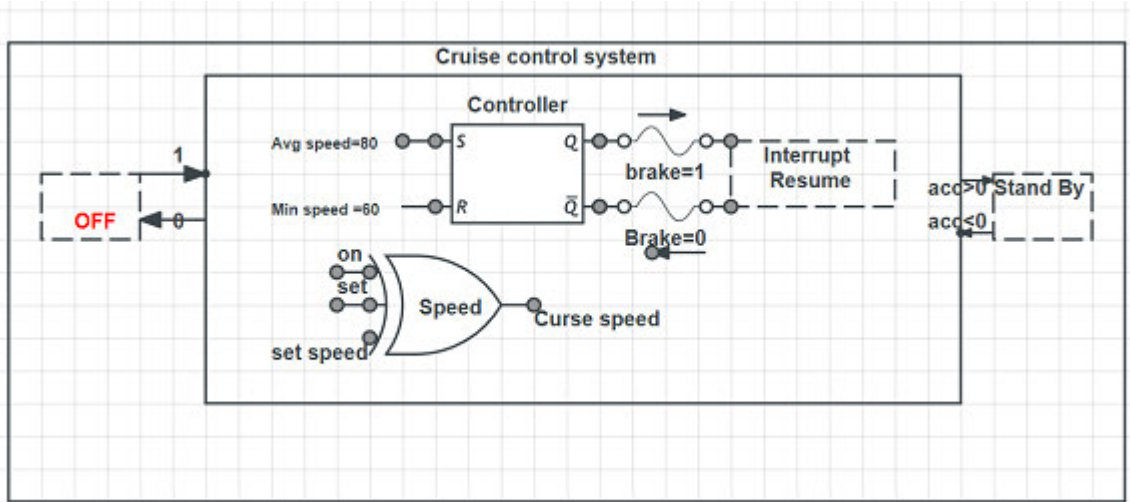 Cruise control system
Controller
Avg speed=80
S
Q
brake=1
Interrupt
Resume
1
OFF
0
Min speed =60
R
Q̅
Brake=0
acc>0
Stand By
acc<0
on
set
Speed
Curse speed
set speed